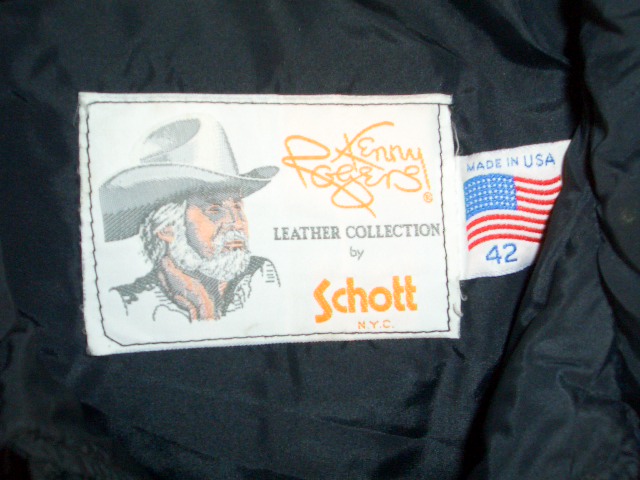 Kenny
Rogers®
LEATHER COLLECTION
by
Schott
N.Y.C.
MADE IN USA
42